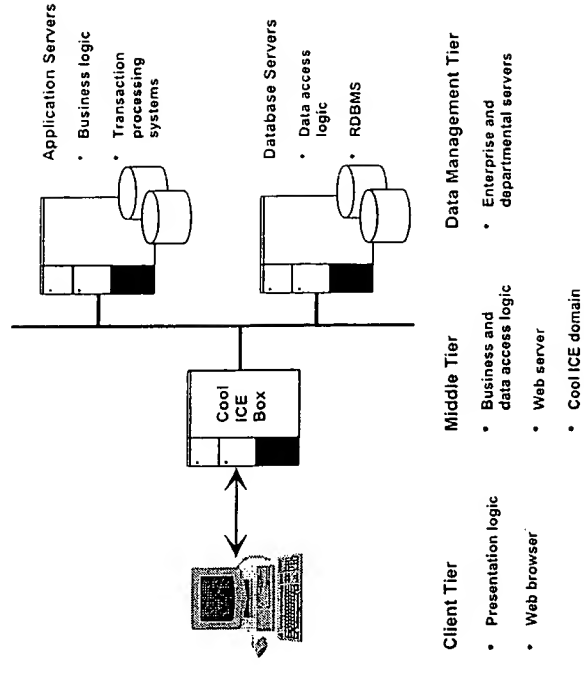 Application Servers
• Business logic
• Transaction
processing
systems
Database Servers
• Data access
logic
• RDBMS
Cool
ICE
Box
Client Tier
• Presentation logic
• Web browser
Middle Tier
• Business and
data access logic
• Web server
• Cool ICE domain
Data Management Tier
• Enterprise and
departmental servers